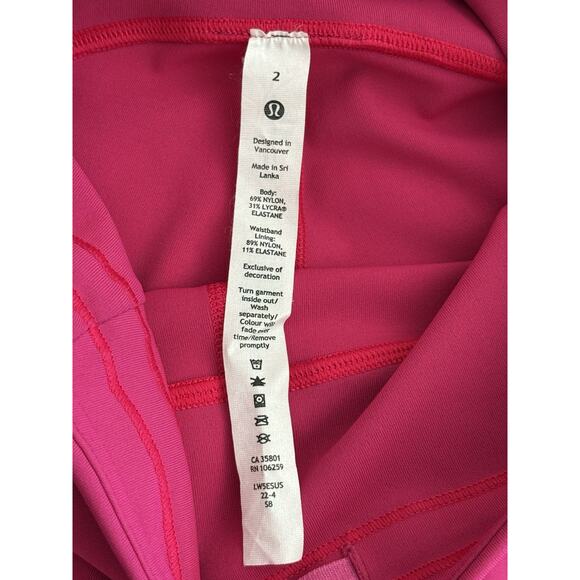 2
Designed in
Vancouver
Made in Sri
Lanka
Body:
69% NYLON,
31% LYCRA®
ELASTANE
Waistband
Lining:
89% NYLON,
11% ELASTANE
Exclusive of
decoration
Turn garment
inside out/
Wash
separately/
Colour will
fade over
time/Remove
promptly
CA 35801
RN 106259
LW5ESUS
22-4
58